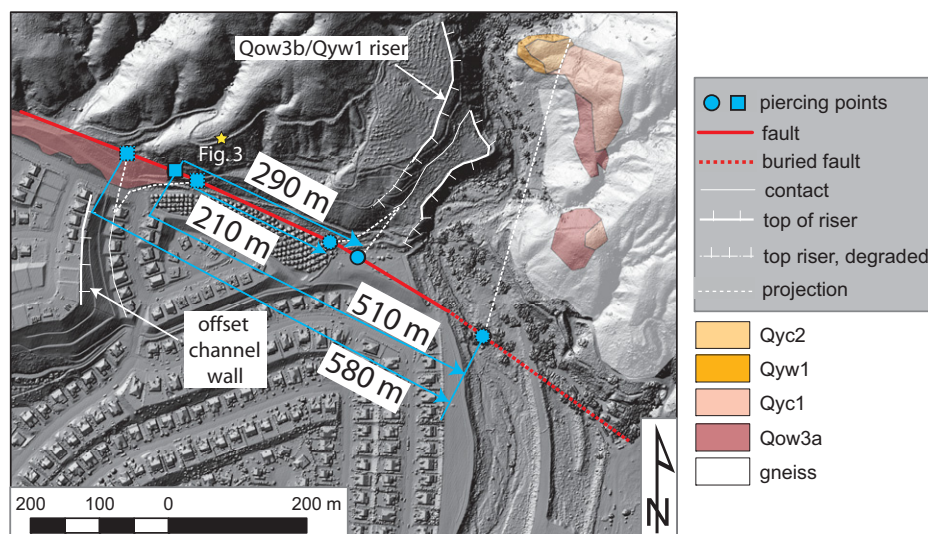 Qow3b/Qyw1 riser
Fig. 3
290 m
210 m
510 m
580 m
offset
channel
wall
N
200 100 0 200 m
piercing points
fault
buried fault
contact
top of riser
top riser, degraded
projection
Qyc2
Qyw1
Qyc1
Qow3a
gneiss